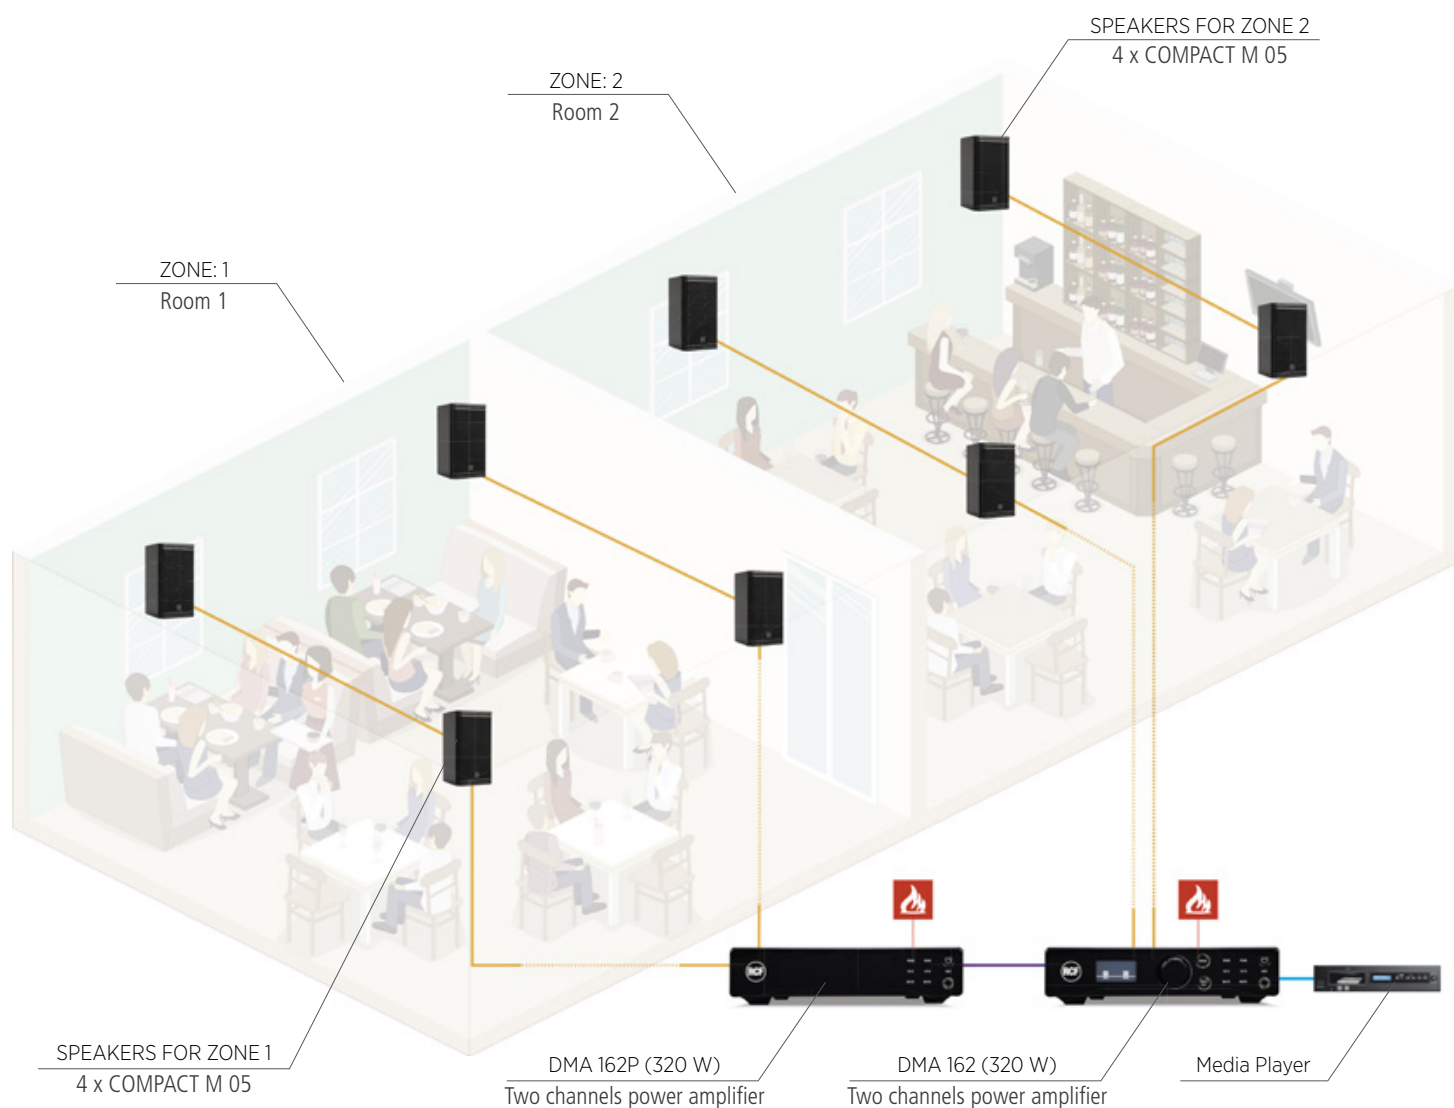 SPEAKERS FOR ZONE 2
4 x COMPACT M 05
ZONE: 2
Room 2
ZONE: 1
Room 1
RCF
RCF
SPEAKERS FOR ZONE 1
4 x COMPACT M 05
DMA 162P (320 W)
Two channels power amplifier
DMA 162 (320 W)
Two channels power amplifier
Media Player